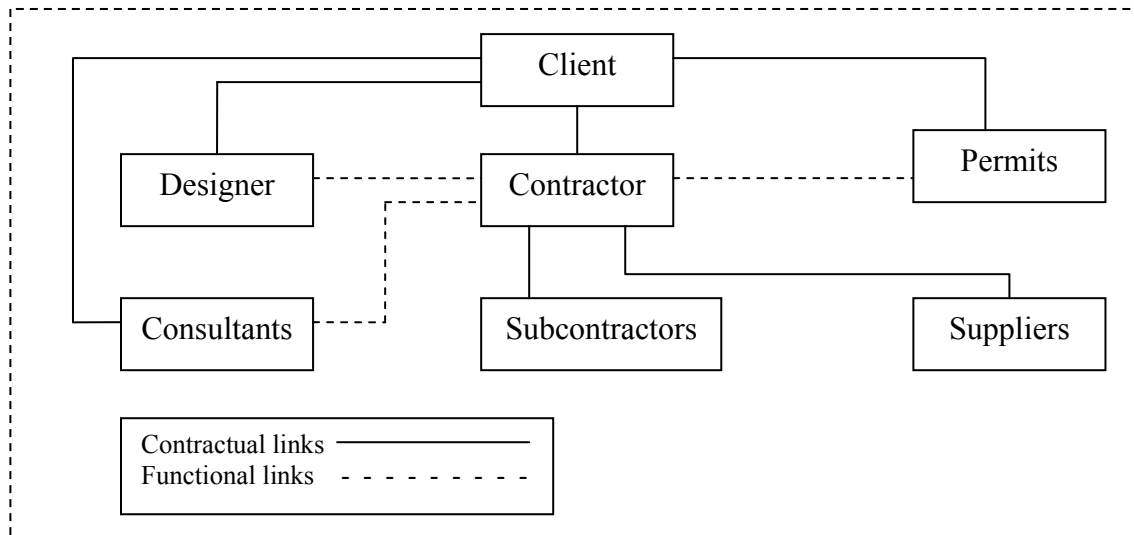 Client
Designer
Contractor
Permits
Consultants
Subcontractors
Suppliers
Contractual links
Functional links